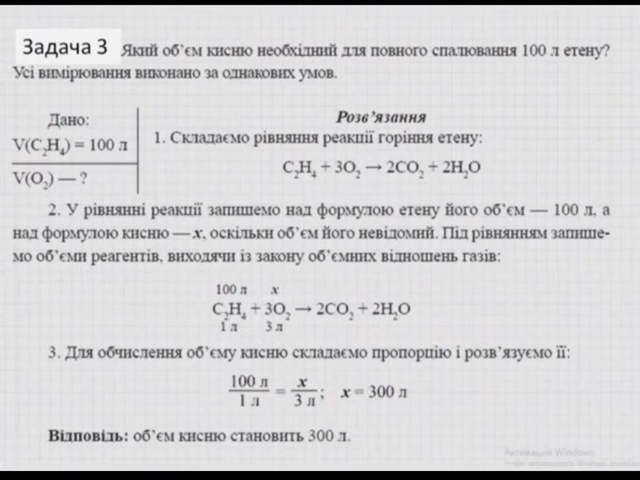 Задача 3 Який об’єм кисню необхідний для повного спалювання 100 л етену?
Усі вимірювання виконано за однакових умов.
Дано:
V(C₂H₄) = 100 л
V(O₂) — ?
Розв’язання
1. Складаємо рівняння реакції горіння етену:
C₂H₄ + 3O₂ → 2CO₂ + 2H₂O
2. У рівнянні реакції запишемо над формулою етену його об’єм — 100 л, а
над формулою кисню — x, оскільки об’єм його невідомий. Під рівнянням запише-
мо об’єми реагентів, виходячи із закону об’ємних відношень газів:
100 л x
C₂H₄ + 3O₂ → 2CO₂ + 2H₂O
1 л 3 л
3. Для обчислення об’єму кисню складаємо пропорцію і розв’язуємо її:
100 л / 1 л = x / 3 л ; x = 300 л
Відповідь: об’єм кисню становить 300 л.
Активация Windows